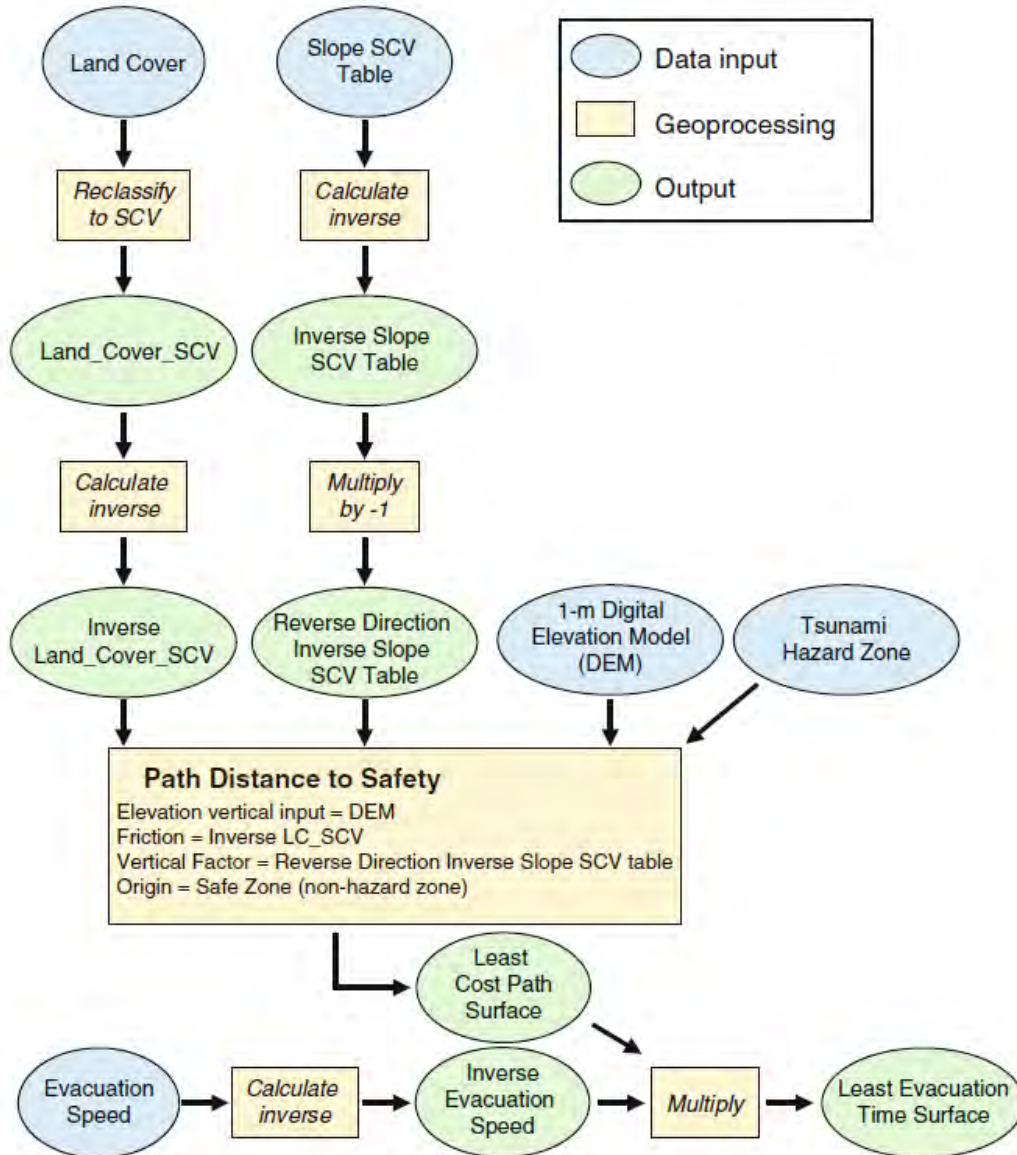 Land Cover
Slope SCV
Table
Data input
Geoprocessing
Output
Reclassify
to SCV
Calculate
inverse
Land_Cover_SCV
Inverse Slope
SCV Table
Calculate
inverse
Multiply
by -1
Inverse
Land_Cover_SCV
Reverse Direction
Inverse Slope
SCV Table
1-m Digital
Elevation Model
(DEM)
Tsunami
Hazard Zone
Path Distance to Safety
Elevation vertical input = DEM
Friction = Inverse LC_SCV
Vertical Factor = Reverse Direction Inverse Slope SCV table
Origin = Safe Zone (non-hazard zone)
Least
Cost Path
Surface
Evacuation
Speed
Calculate
inverse
Inverse
Evacuation
Speed
Multiply
Least Evacuation
Time Surface